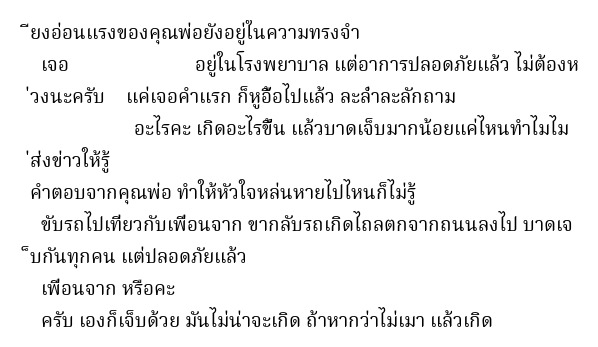 ียงอ่อนแรงของคุณพ่อยังอยู่ในความทรงจำ
เจอ อยู่ในโรงพยาบาล แต่อาการปลอดภัยแล้ว ไม่ต้องห
่วงนะครับ แค่เจอคำแรก ก็หูอื้อไปแล้ว ละล่ำละลักถาม
อะไรคะ เกิดอะไรขึ้น แล้วบาดเจ็บมากน้อยแค่ไหนทำไมไม
่ส่งข่าวให้รู้
คำตอบจากคุณพ่อ ทำให้หัวใจหล่นหายไปไหนก็ไม่รู้
ขับรถไปเที่ยวกับเพื่อนจาก ขากลับรถเกิดไถลตกจากถนนลงไป บาดเจ
็บกันทุกคน แต่ปลอดภัยแล้ว
เพื่อนจาก หรือคะ
ครับ เองก็เจ็บด้วย มันไม่น่าจะเกิด ถ้าหากว่าไม่เมา แล้วเกิด